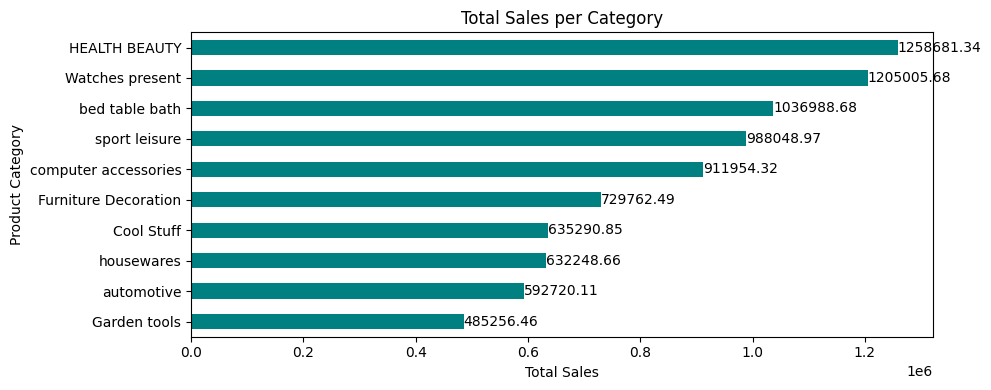 Total Sales per Category
Product Category
HEALTH BEAUTY 1258681.34
Watches present 1205005.68
bed table bath 1036988.68
sport leisure 988048.97
computer accessories 911954.32
Furniture Decoration 729762.49
Cool Stuff 635290.85
housewares 632248.66
automotive 592720.11
Garden tools 485256.46
0.0 0.2 0.4 0.6 0.8 1.0 1.2
1e6
Total Sales